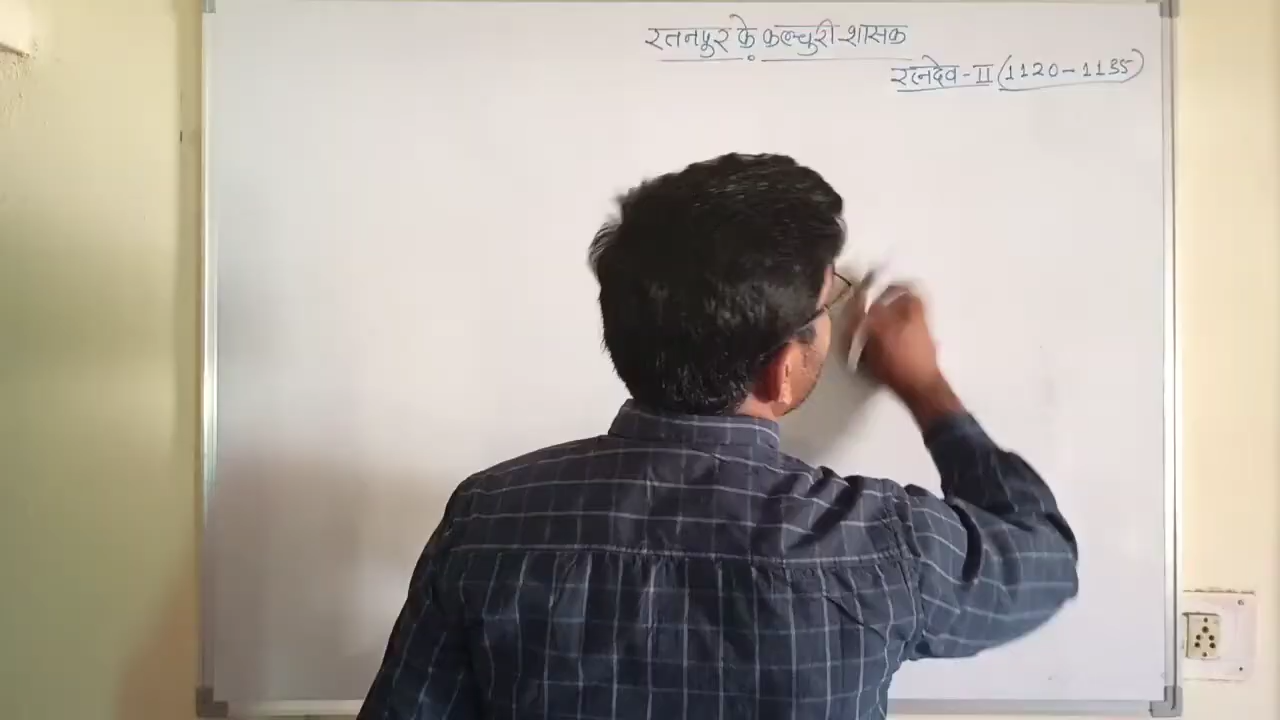 रतनपुर के कल्चुरी शासक
रत्नदेव - II (1120 - 1135)